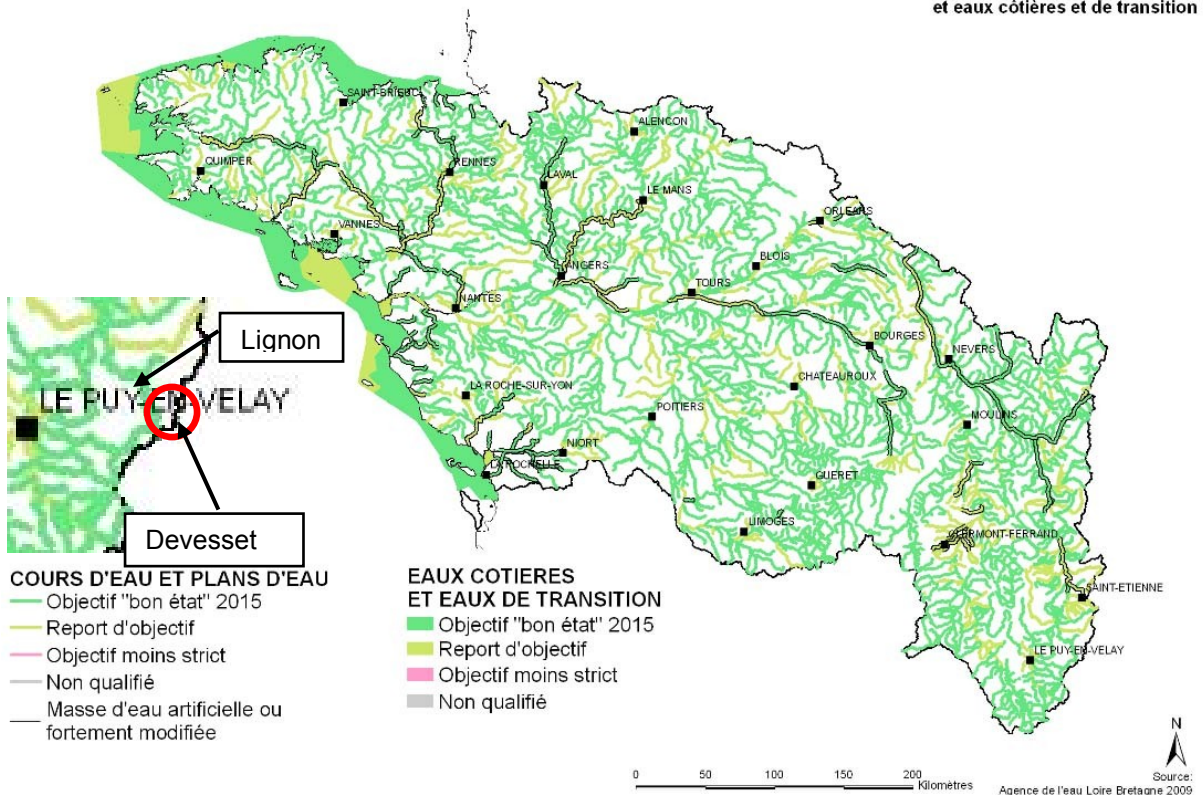 et eaux côtières et de transition
SAINT-BRIEUC
ALENCON
QUIMPER
RENNES
LAVAL
LE MANS
ORLEANS
VANNES
BLOIS
ANGERS
TOURS
NANTES
BOURGES
NEVERS
Lignon
LE PUY-EN-VELAY
Devesset
LA ROCHE-SUR-YON
CHATEAUROUX
POITIERS
MOULINS
NIORT
LA ROCHELLE
GUERET
LIMOGES
CLERMONT-FERRAND
SAINT-ETIENNE
LE PUY-EN-VELAY
COURS D'EAU ET PLANS D'EAU
Objectif "bon état" 2015
Report d'objectif
Objectif moins strict
Non qualifié
Masse d'eau artificielle ou
fortement modifiée
EAUX COTIERES
ET EAUX DE TRANSITION
Objectif "bon état" 2015
Report d'objectif
Objectif moins strict
Non qualifié
0 50 100 150 200
Kilomètres
N
Source:
Agence de l'eau Loire Bretagne 2009